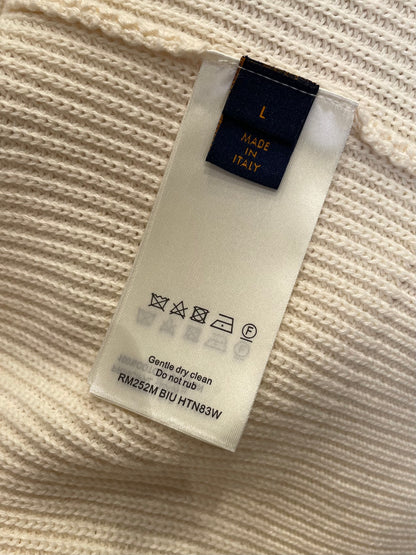 L
MADE
IN
ITALY
F
Gentle dry clean
Do not rub
RM252M BIU HTN83W